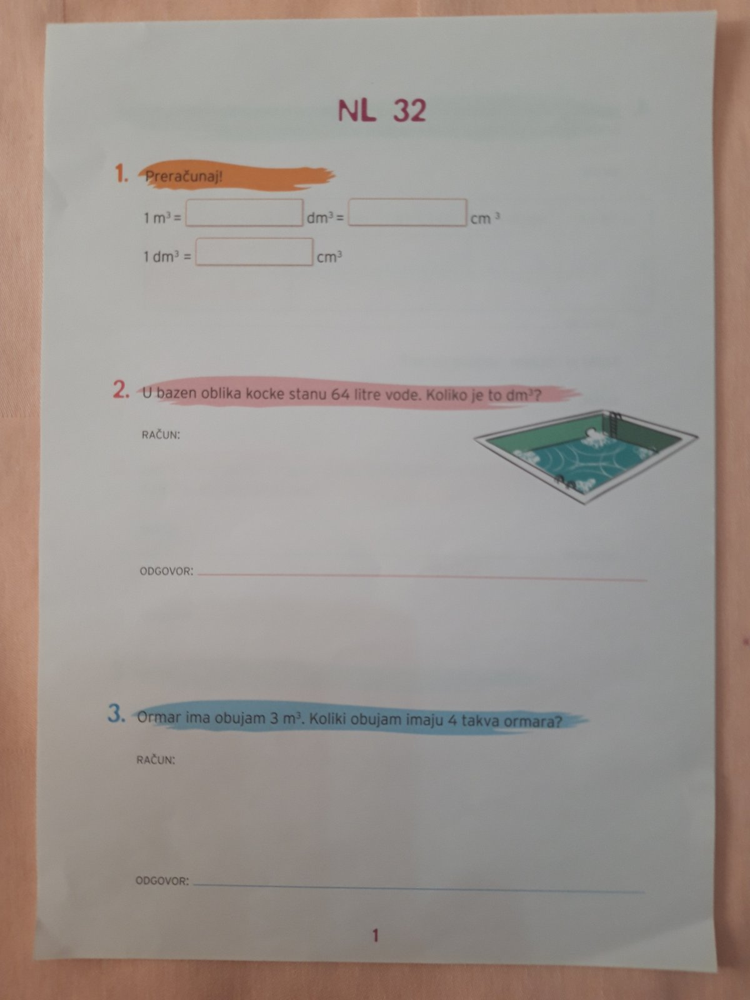 NL 32
1. Preračunaj!
1 m³ = dm³ = cm ³
1 dm³ = cm³
2. U bazen oblika kocke stanu 64 litre vode. Koliko je to dm³?
RAČUN:
ODGOVOR:
3. Ormar ima obujam 3 m³. Koliki obujam imaju 4 takva ormara?
RAČUN:
ODGOVOR:
1